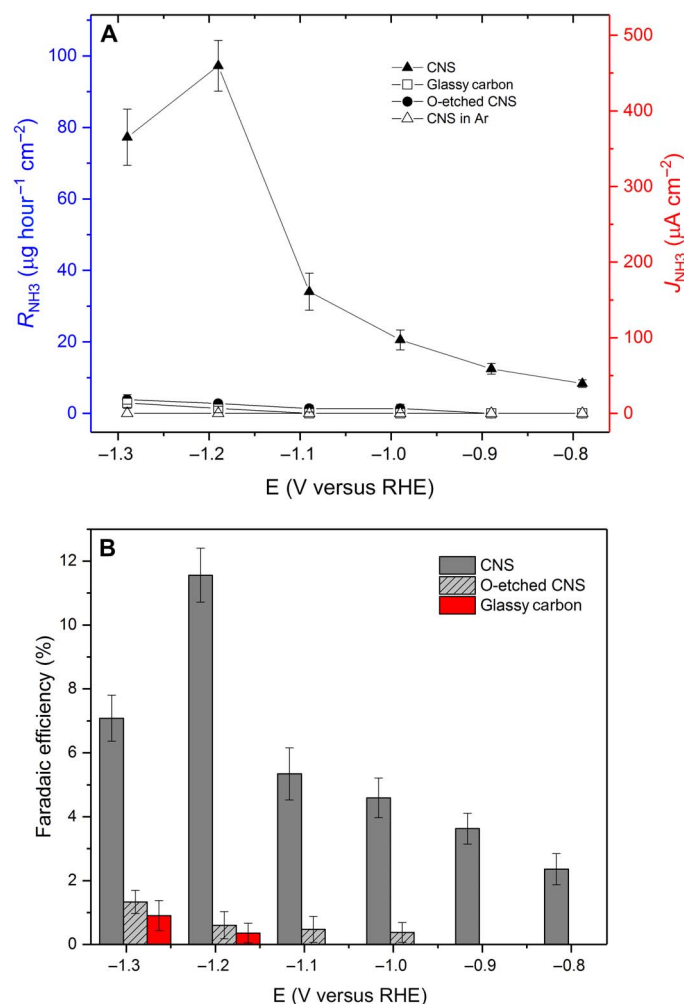 A
CNS
Glassy carbon
O-etched CNS
CNS in Ar
R_NH3 (μg hour⁻¹ cm⁻²)
100
80
60
40
20
0
500
400
300
200
100
0
J_NH3 (μA cm⁻²)
–1.3 –1.2 –1.1 –1.0 –0.9 –0.8
E (V versus RHE)
B
CNS
O-etched CNS
Glassy carbon
Faradaic efficiency (%)
12
10
8
6
4
2
0
–1.3 –1.2 –1.1 –1.0 –0.9 –0.8
E (V versus RHE)